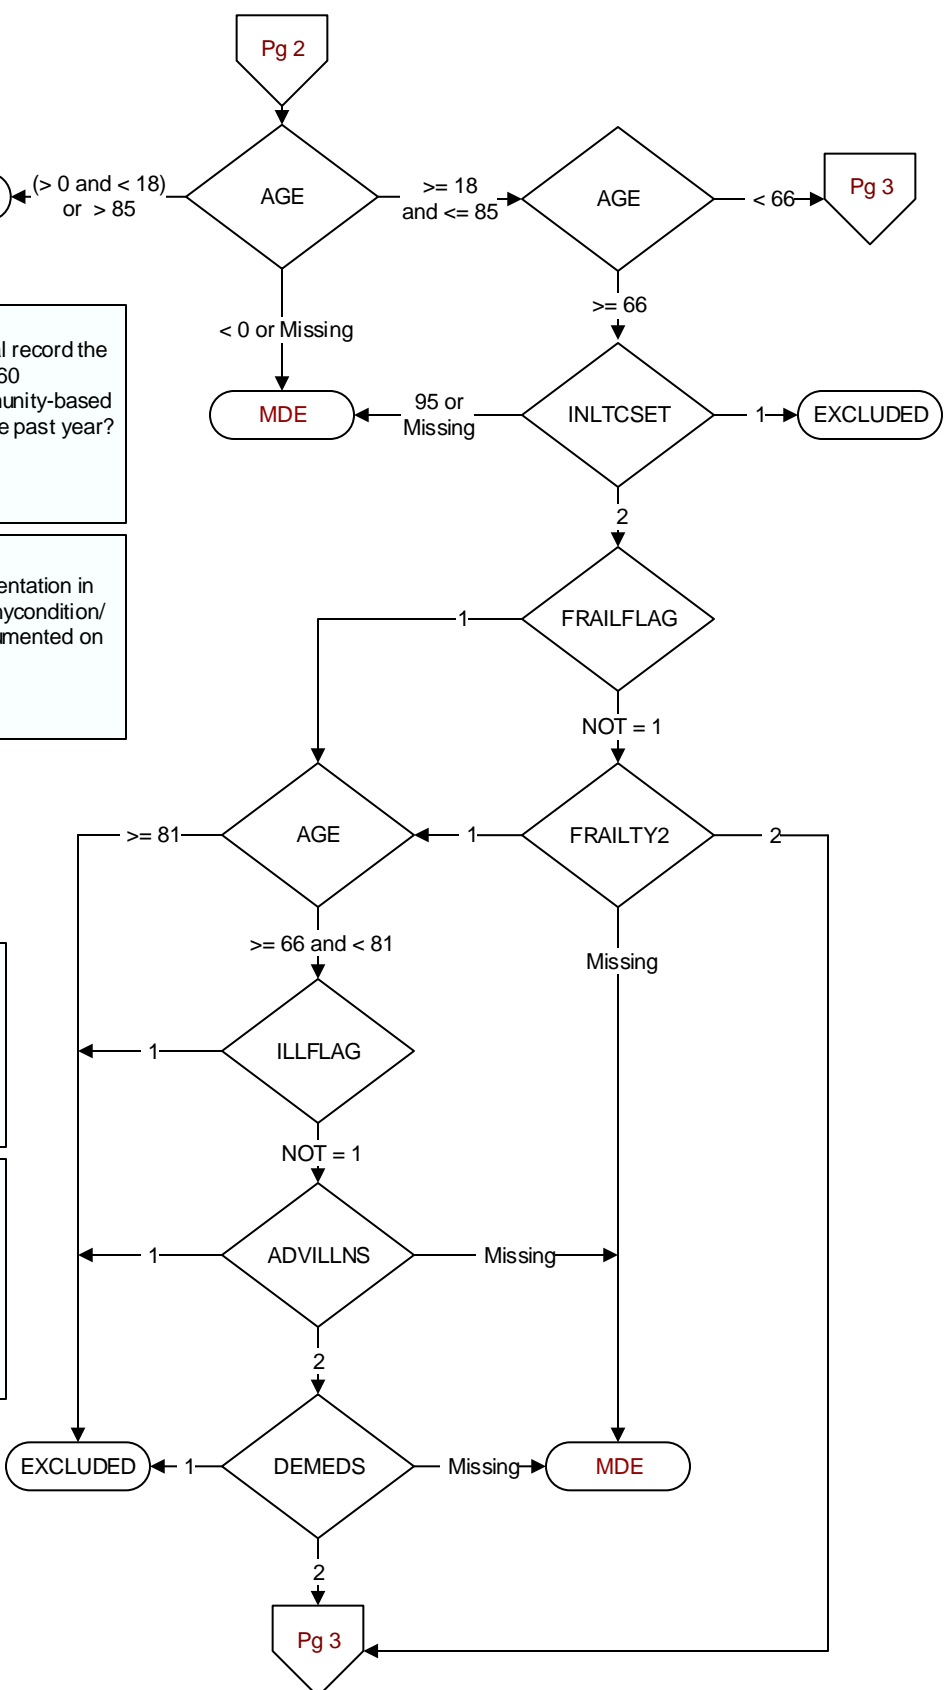 Pg 2
AGE
(> 0 and < 18)
or > 85
>= 18
and <= 85
AGE
< 66
Pg 3
< 0 or Missing
>= 66
al record the
60
unity-based
e past year?
MDE
95 or
Missing
INLTCSET
1
EXCLUDED
2
entation in
nycondition/
umented on
1
FRAILFLAG
NOT = 1
>= 81
AGE
1
FRAILTY2
2
>= 66 and < 81
Missing
1
ILLFLAG
NOT = 1
1
ADVILLNS
Missing
2
EXCLUDED
1
DEMEDS
Missing
MDE
2
Pg 3